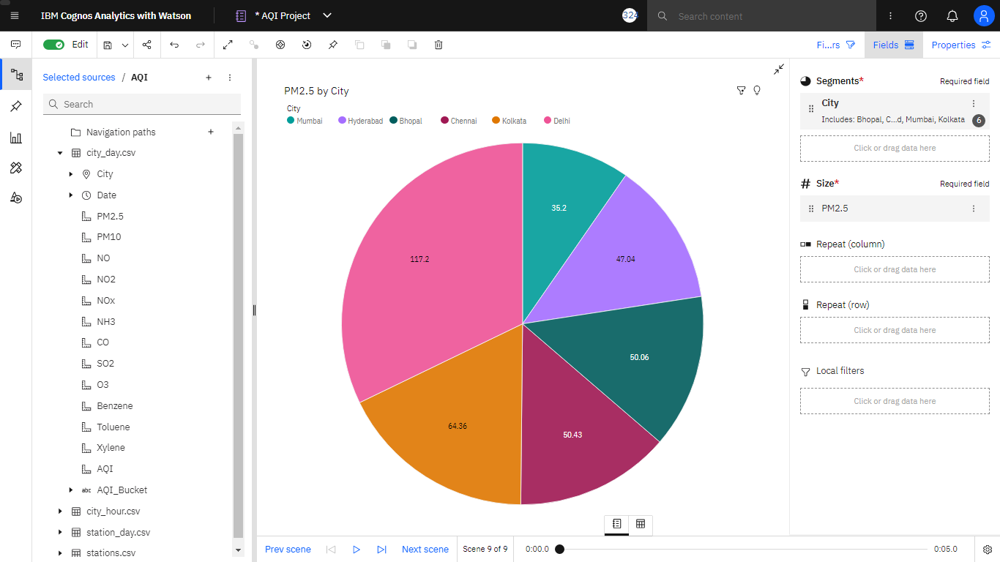 IBM Cognos Analytics with Watson
* AQI Project
324
Search content
Edit
Fi...rs
Fields
Properties
Selected sources / AQI
Search
Navigation paths
city_day.csv
City
Date
PM2.5
PM10
NO
NO2
NOx
NH3
CO
SO2
O3
Benzene
Toluene
Xylene
AQI
abc AQI_Bucket
city_hour.csv
station_day.csv
stations.csv
PM2.5 by City
City
Mumbai Hyderabad Bhopal Chennai Kolkata Delhi
35.2
117.2
47.04
50.06
64.36
50.43
Prev scene
Next scene
Scene 9 of 9
0:00.0
0:05.0
Segments* Required field
City
Includes: Bhopal, C...d, Mumbai, Kolkata 6
Click or drag data here
# Size* Required field
PM2.5
Repeat (column)
Click or drag data here
Repeat (row)
Click or drag data here
Local filters
Click or drag data here